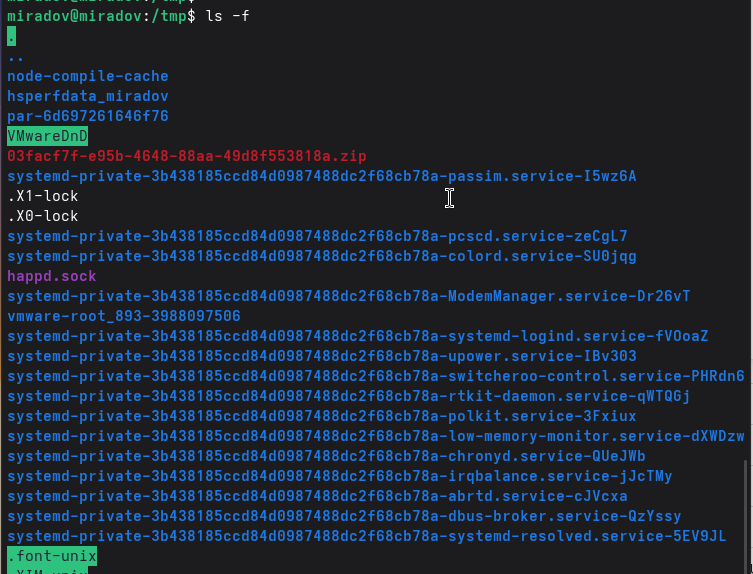 miradov@miradov:/tmp$ ls -f
.
..
node-compile-cache
hsperfdata_miradov
par-6d697261646f76
VMwareDnD
03facf7f-e95b-4648-88aa-49d8f553818a.zip
systemd-private-3b438185ccd84d0987488dc2f68cb78a-passim.service-I5wz6A
.X1-lock
.X0-lock
systemd-private-3b438185ccd84d0987488dc2f68cb78a-pcscd.service-zeCgL7
systemd-private-3b438185ccd84d0987488dc2f68cb78a-colord.service-SU0jqg
happd.sock
systemd-private-3b438185ccd84d0987488dc2f68cb78a-ModemManager.service-Dr26vT
vmware-root_893-3988097506
systemd-private-3b438185ccd84d0987488dc2f68cb78a-systemd-logind.service-fVOoaZ
systemd-private-3b438185ccd84d0987488dc2f68cb78a-upower.service-IBv303
systemd-private-3b438185ccd84d0987488dc2f68cb78a-switcheroo-control.service-PHRdn6
systemd-private-3b438185ccd84d0987488dc2f68cb78a-rtkit-daemon.service-qWTQGj
systemd-private-3b438185ccd84d0987488dc2f68cb78a-polkit.service-3Fxiux
systemd-private-3b438185ccd84d0987488dc2f68cb78a-low-memory-monitor.service-dXWDzw
systemd-private-3b438185ccd84d0987488dc2f68cb78a-chronyd.service-QUeJWb
systemd-private-3b438185ccd84d0987488dc2f68cb78a-irqbalance.service-jJcTMy
systemd-private-3b438185ccd84d0987488dc2f68cb78a-abrtd.service-cJVcxa
systemd-private-3b438185ccd84d0987488dc2f68cb78a-dbus-broker.service-QzYssy
systemd-private-3b438185ccd84d0987488dc2f68cb78a-systemd-resolved.service-5EV9JL
.font-unix